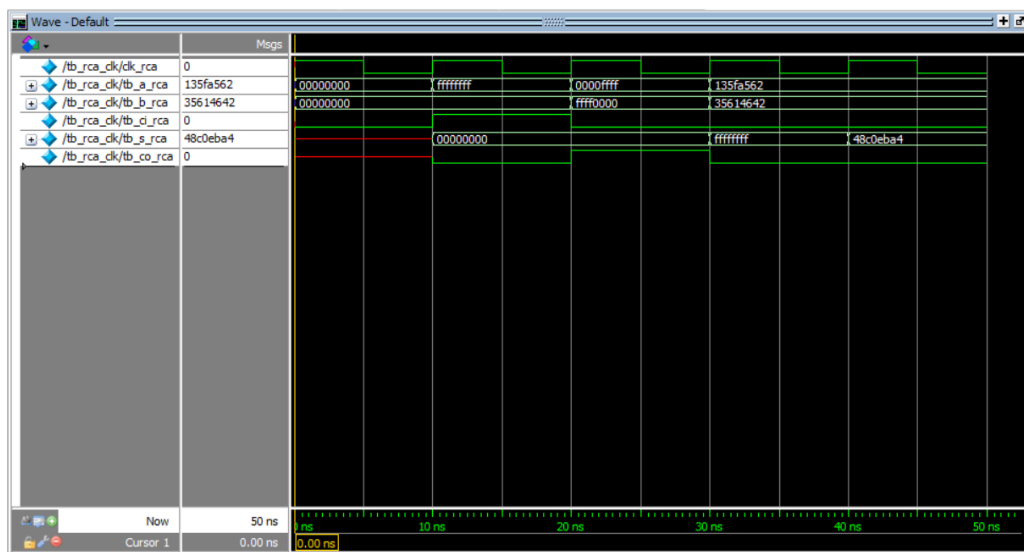 Wave - Default
Msgs
/tb_rca_clk/clk_rca 0
/tb_rca_clk/tb_a_rca 135fa562 00000000 ffffffff 0000ffff 135fa562
/tb_rca_clk/tb_b_rca 35614642 00000000 ffff0000 35614642
/tb_rca_clk/tb_ci_rca 0
/tb_rca_clk/tb_s_rca 48c0eba4 00000000 ffffffff 48c0eba4
/tb_rca_clk/tb_co_rca 0
Now 50 ns ns 10 ns 20 ns 30 ns 40 ns 50 ns
Cursor 1 0.00 ns 0.00 ns